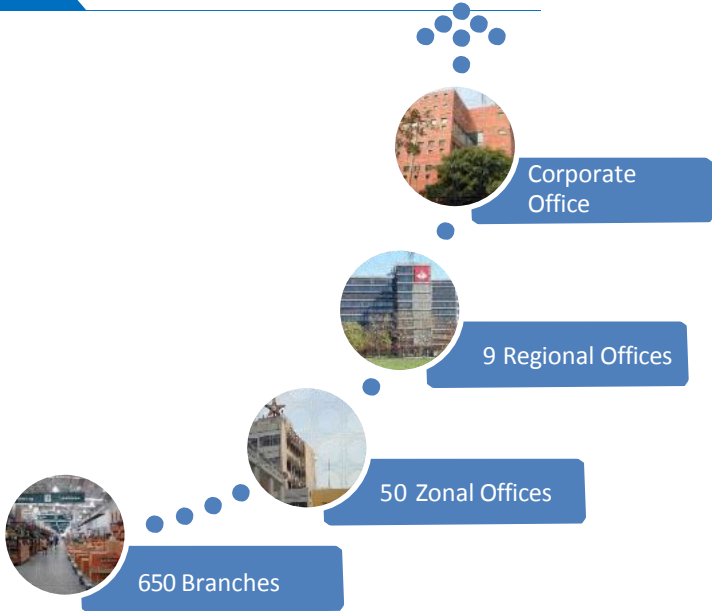 Corporate
Office
9 Regional Offices
50 Zonal Offices
650 Branches